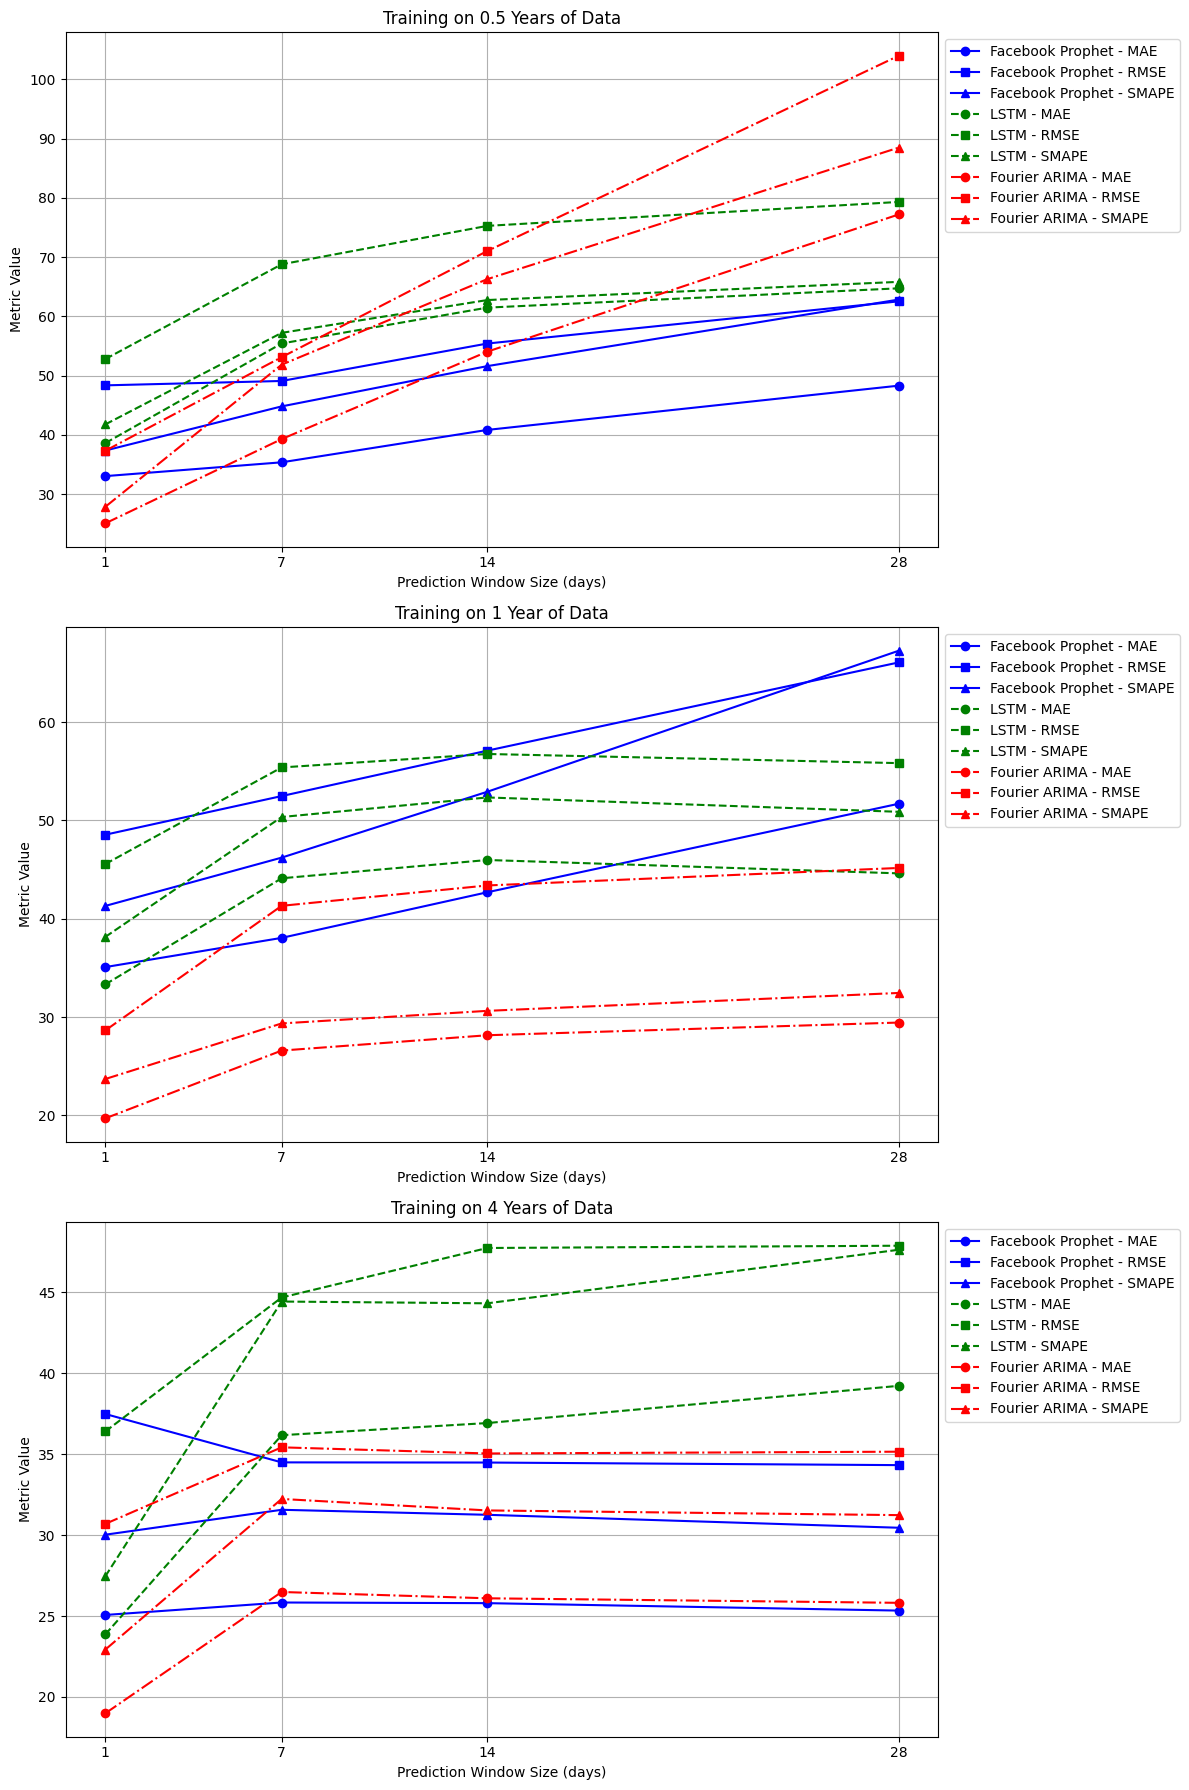 Training on 0.5 Years of Data
Metric Value
100
90
80
70
60
50
40
30
1
7
14
28
Prediction Window Size (days)
Facebook Prophet - MAE
Facebook Prophet - RMSE
Facebook Prophet - SMAPE
LSTM - MAE
LSTM - RMSE
LSTM - SMAPE
Fourier ARIMA - MAE
Fourier ARIMA - RMSE
Fourier ARIMA - SMAPE
Training on 1 Year of Data
Metric Value
60
50
40
30
20
1
7
14
28
Prediction Window Size (days)
Facebook Prophet - MAE
Facebook Prophet - RMSE
Facebook Prophet - SMAPE
LSTM - MAE
LSTM - RMSE
LSTM - SMAPE
Fourier ARIMA - MAE
Fourier ARIMA - RMSE
Fourier ARIMA - SMAPE
Training on 4 Years of Data
Metric Value
45
40
35
30
25
20
1
7
14
28
Prediction Window Size (days)
Facebook Prophet - MAE
Facebook Prophet - RMSE
Facebook Prophet - SMAPE
LSTM - MAE
LSTM - RMSE
LSTM - SMAPE
Fourier ARIMA - MAE
Fourier ARIMA - RMSE
Fourier ARIMA - SMAPE